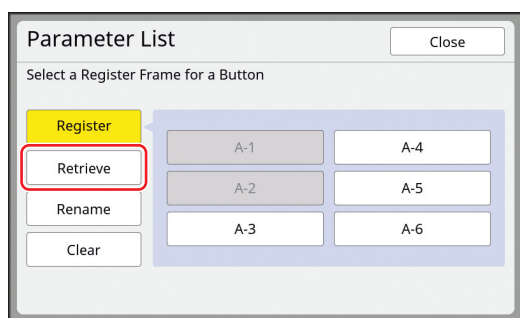 Parameter List
Close
Select a Register Frame for a Button
Register
Retrieve
Rename
Clear
A-1
A-4
A-2
A-5
A-3
A-6